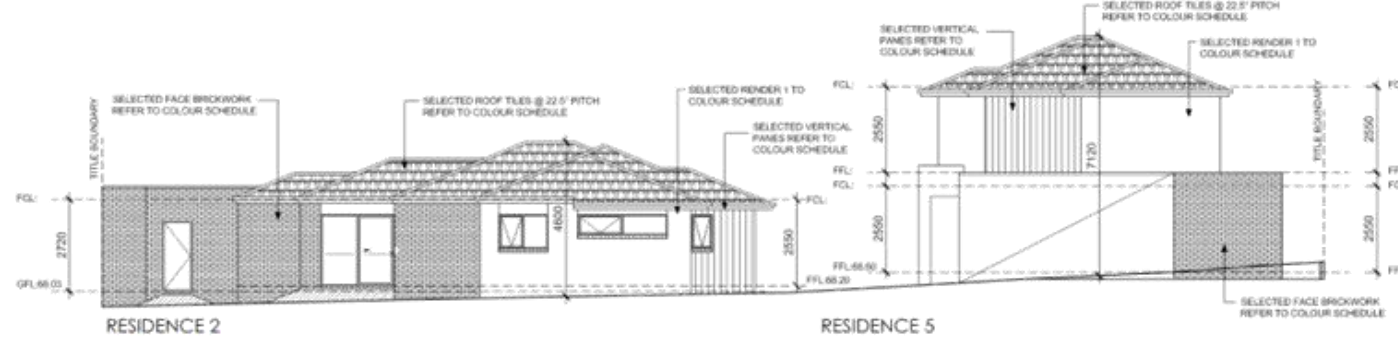 SELECTED ROOF TILES @ 22.5° PITCH
REFER TO COLOUR SCHEDULE
SELECTED VERTICAL
PANES REFER TO
COLOUR SCHEDULE
SELECTED RENDER 1 TO
COLOUR SCHEDULE
TITLE BOUNDARY
SELECTED FACE BRICKWORK
REFER TO COLOUR SCHEDULE
SELECTED ROOF TILES @ 22.5° PITCH
REFER TO COLOUR SCHEDULE
SELECTED RENDER 1 TO
COLOUR SCHEDULE
SELECTED VERTICAL
PANES REFER TO
COLOUR SCHEDULE
FCL:
2720
GFL:68.03
4600
2550
FCL:
FFL:68.20
FCL:
2550
FFL:
FCL:
2550
FFL:68.60
7120
TITLE BOUNDARY
2550
2550
SELECTED FACE BRICKWORK
REFER TO COLOUR SCHEDULE
RESIDENCE 2
RESIDENCE 5